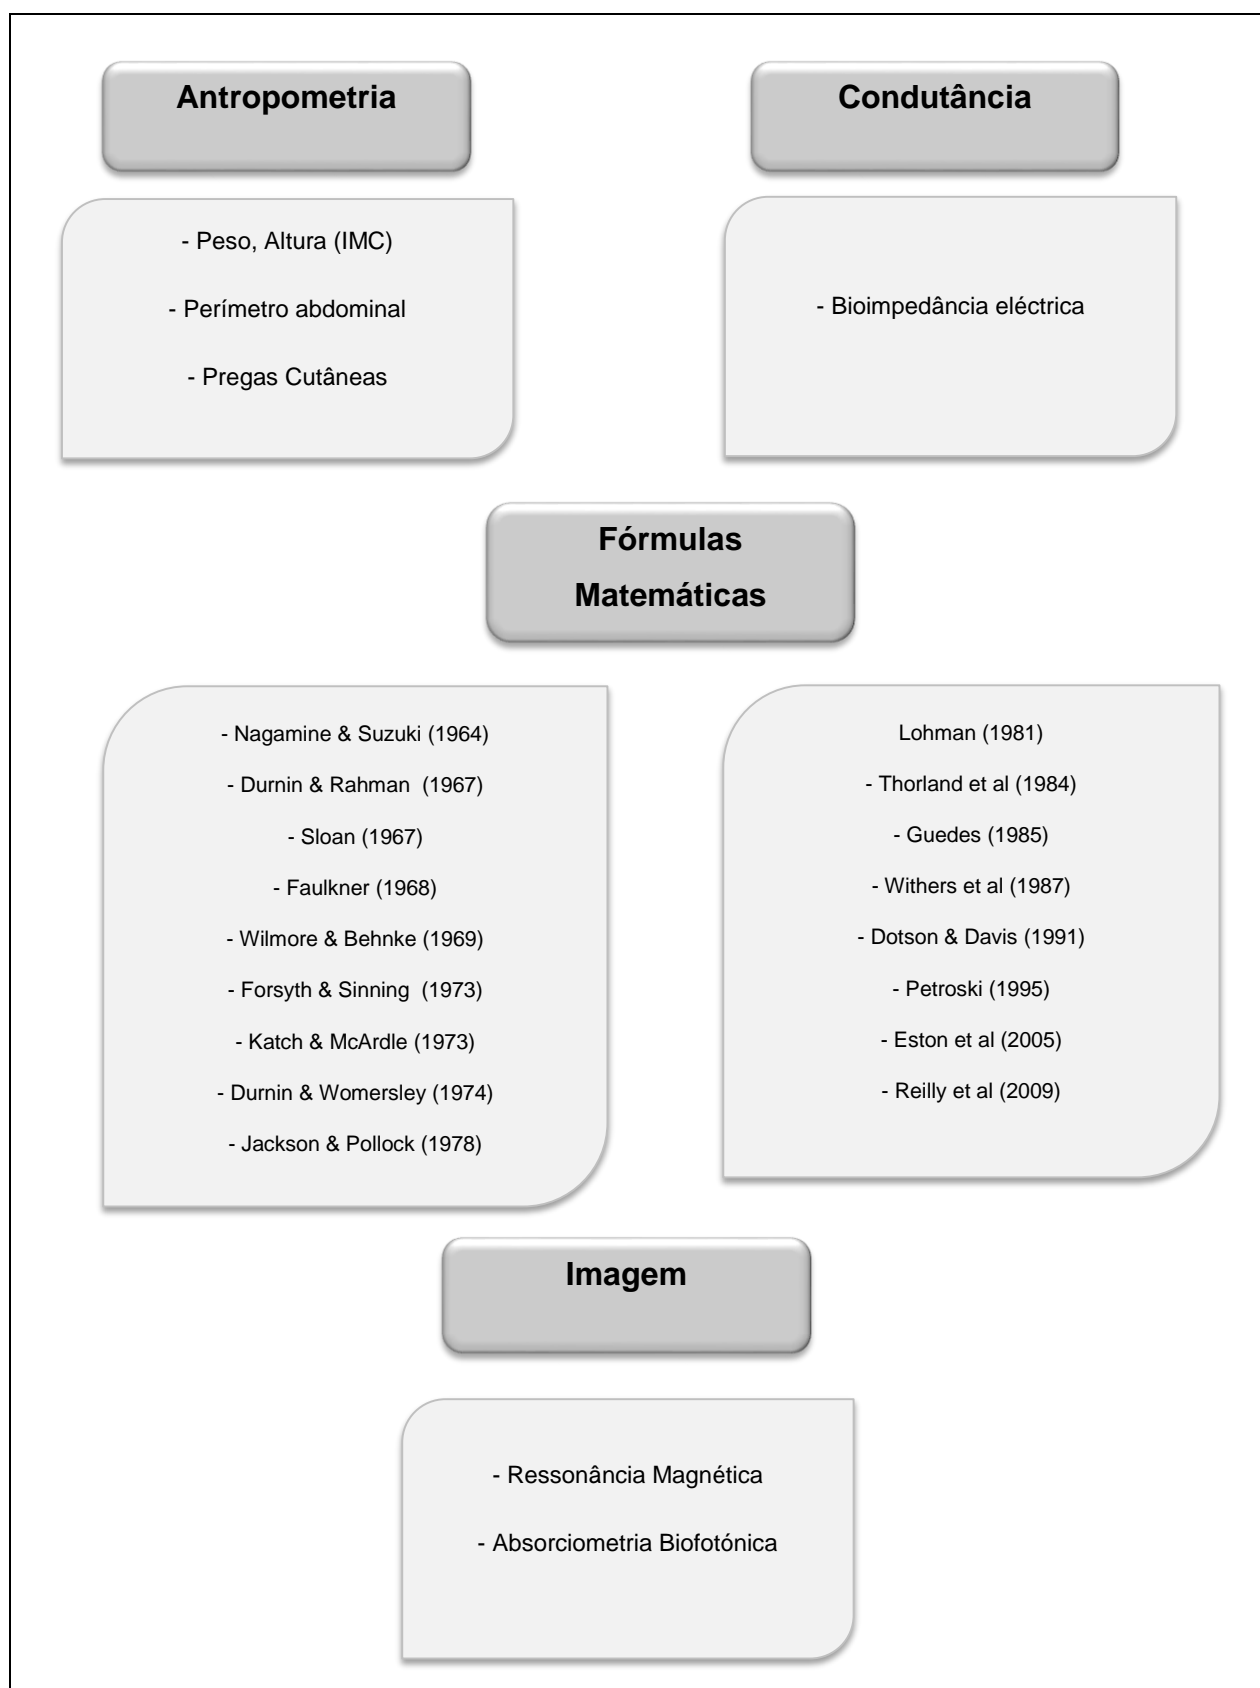 Antropometria
- Peso, Altura (IMC)
- Perímetro abdominal
- Pregas Cutâneas
Condutância
- Bioimpedância eléctrica
Fórmulas
Matemáticas
- Nagamine & Suzuki (1964)
- Durnin & Rahman  (1967)
- Sloan (1967)
- Faulkner (1968)
- Wilmore & Behnke (1969)
- Forsyth & Sinning  (1973)
- Katch & McArdle (1973)
- Durnin & Womersley (1974)
- Jackson & Pollock (1978)
Lohman (1981)
- Thorland et al (1984)
- Guedes (1985)
- Withers et al (1987)
- Dotson & Davis (1991)
- Petroski (1995)
- Eston et al (2005)
- Reilly et al (2009)
Imagem
- Ressonância Magnética
- Absorciometria Biofotónica